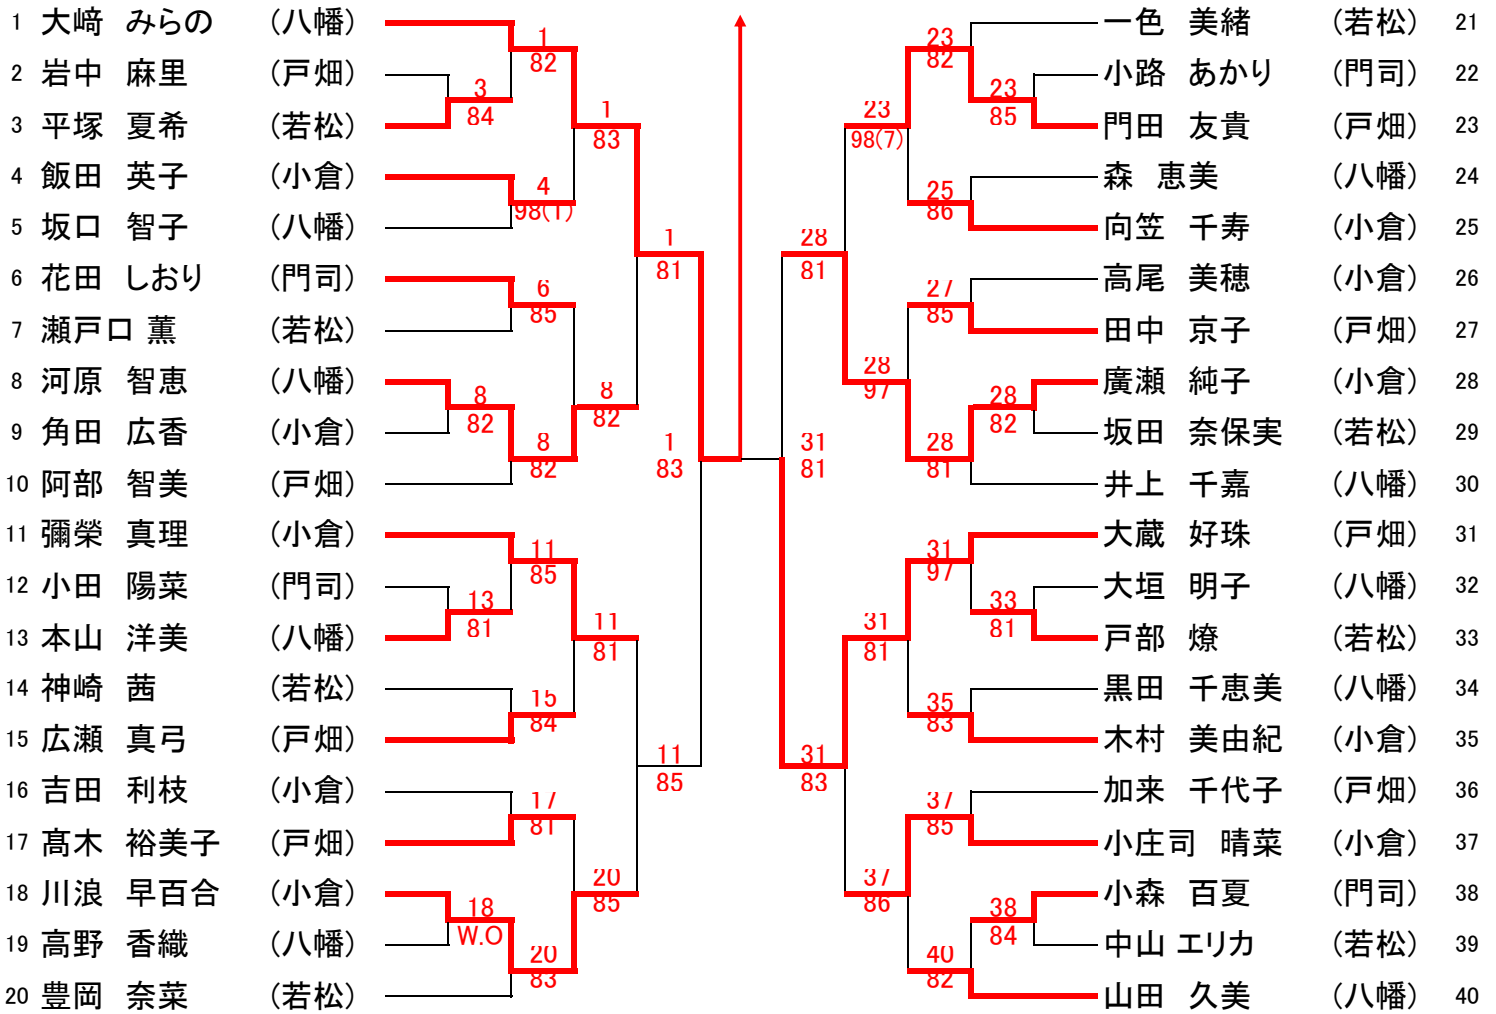 1 大﨑 みらの (八幡)
2 岩中 麻里 (戸畑)
3 平塚 夏希 (若松)
4 飯田 英子 (小倉)
5 坂口 智子 (八幡)
6 花田 しおり (門司)
7 瀬戸口 薫 (若松)
8 河原 智恵 (八幡)
9 角田 広香 (小倉)
10 阿部 智美 (戸畑)
11 彌榮 真理 (小倉)
12 小田 陽菜 (門司)
13 本山 洋美 (八幡)
14 神崎 茜 (若松)
15 広瀬 真弓 (戸畑)
16 吉田 利枝 (小倉)
17 髙木 裕美子 (戸畑)
18 川浪 早百合 (小倉)
19 高野 香織 (八幡)
20 豊岡 奈菜 (若松)
3
84
8
82
13
81
18
W.O
1
82
4
98(1)
6
85
8
82
11
85
15
84
17
81
20
83
1
83
8
82
11
81
20
85
1
81
11
85
1
83
31
81
28
81
31
83
23
98(7)
28
97
31
81
37
86
23
82
25
86
27
85
28
81
31
97
35
83
37
85
40
82
23
85
28
82
33
81
38
84
一色 美緒 (若松) 21
小路 あかり (門司) 22
門田 友貴 (戸畑) 23
森 恵美 (八幡) 24
向笠 千寿 (小倉) 25
高尾 美穂 (小倉) 26
田中 京子 (戸畑) 27
廣瀬 純子 (小倉) 28
坂田 奈保実 (若松) 29
井上 千嘉 (八幡) 30
大蔵 好珠 (戸畑) 31
大垣 明子 (八幡) 32
戸部 燎 (若松) 33
黒田 千恵美 (八幡) 34
木村 美由紀 (小倉) 35
加来 千代子 (戸畑) 36
小庄司 晴菜 (小倉) 37
小森 百夏 (門司) 38
中山 エリカ (若松) 39
山田 久美 (八幡) 40